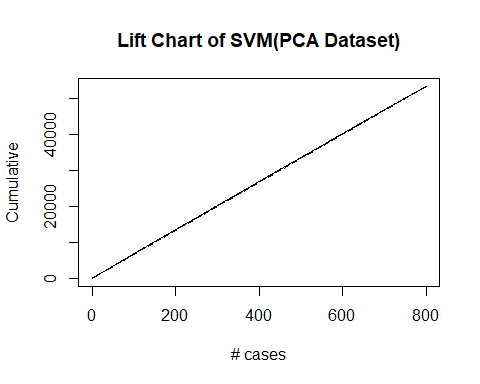 Lift Chart of SVM(PCA Dataset)
Cumulative
40000
20000
0
0 200 400 600 800
# cases